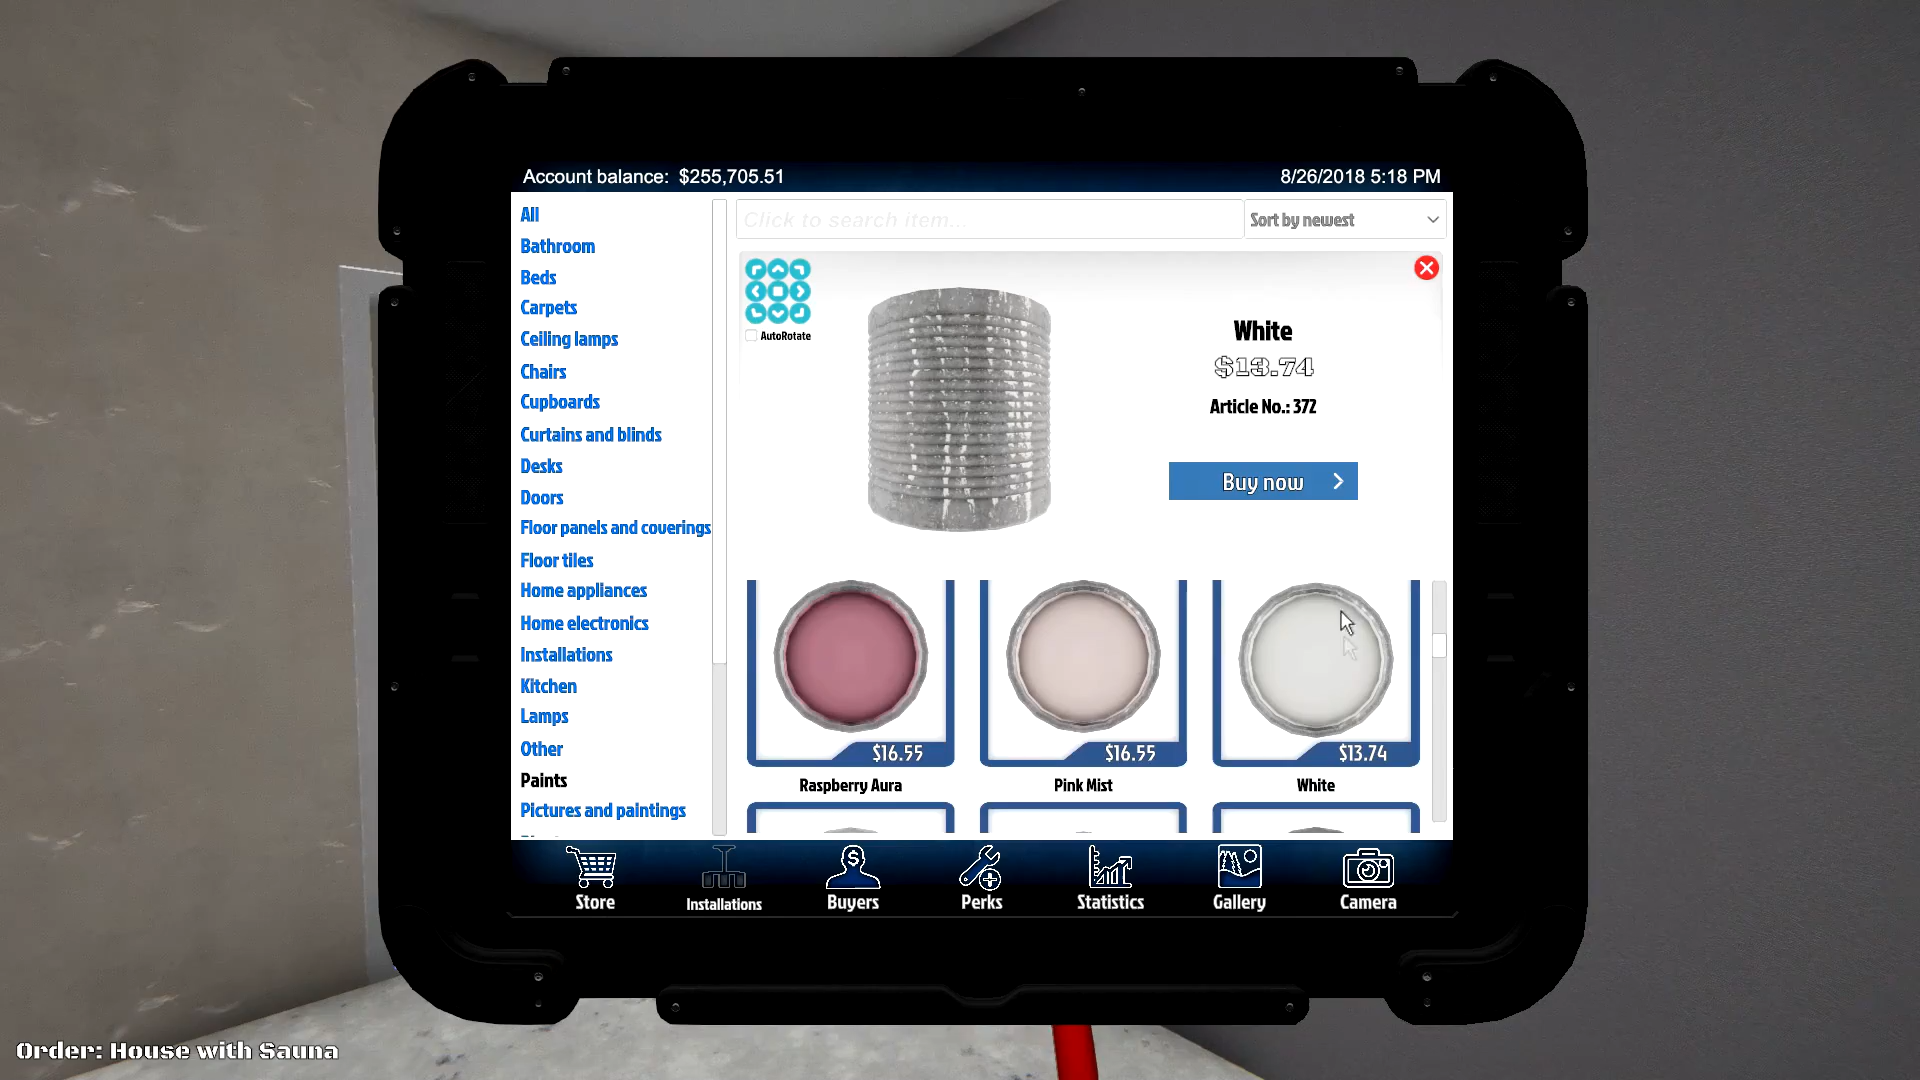 Account balance: $255,705.51
8/26/2018 5:18 PM
Click to search item...
Sort by newest
All
Bathroom
Beds
Carpets
Ceiling lamps
Chairs
Cupboards
Curtains and blinds
Desks
Doors
Floor panels and coverings
Floor tiles
Home appliances
Home electronics
Installations
Kitchen
Lamps
Other
Paints
Pictures and paintings
AutoRotate
White
$13.74
Article No.: 372
Buy now
$16.55
$16.55
$13.74
Raspberry Aura
Pink Mist
White
Store
Installations
Buyers
Perks
Statistics
Gallery
Camera
Order: House with Sauna